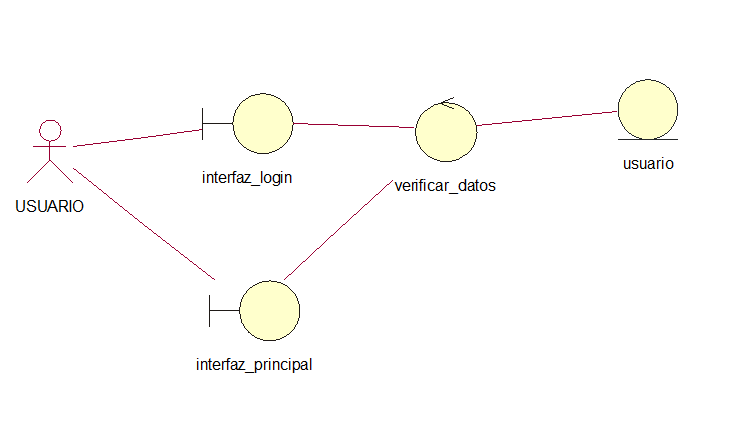 interfaz_login
usuario
verificar_datos
USUARIO
interfaz_principal